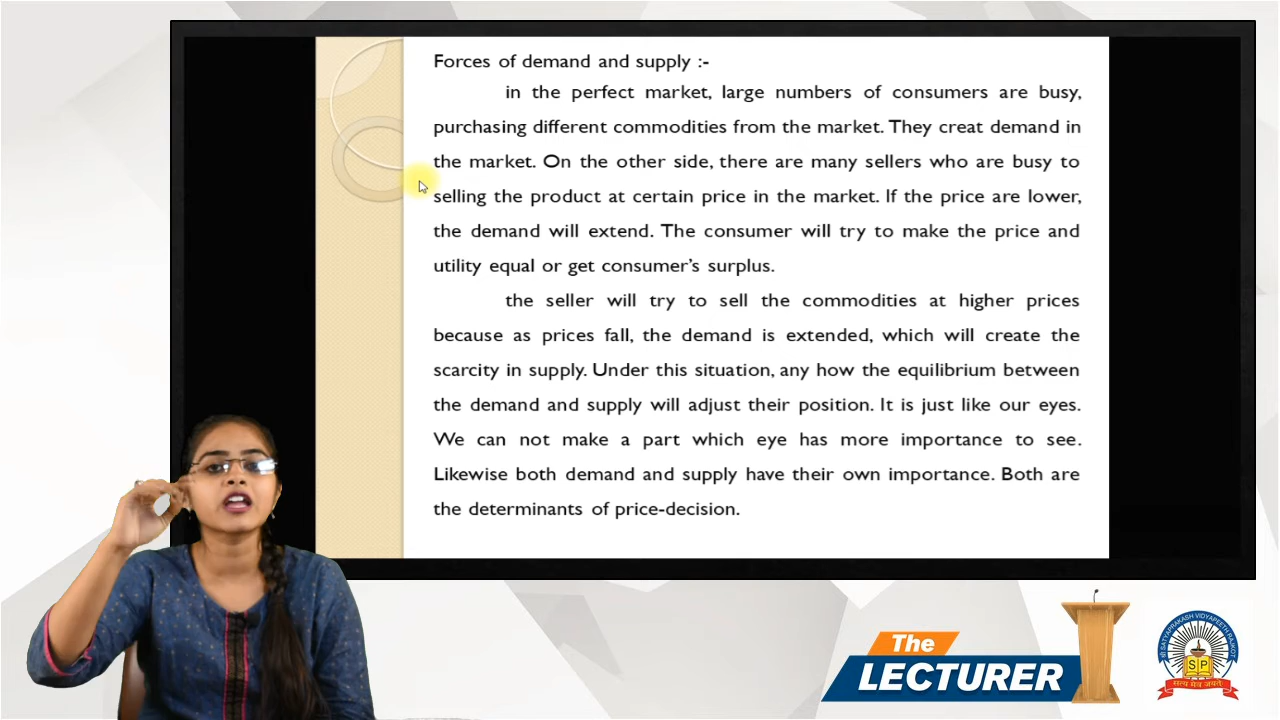 Forces of demand and supply :-
in the perfect market, large numbers of consumers are busy,
purchasing different commodities from the market. They creat demand in
the market. On the other side, there are many sellers who are busy to
selling the product at certain price in the market. If the price are lower,
the demand will extend. The consumer will try to make the price and
utility equal or get consumer’s surplus.
the seller will try to sell the commodities at higher prices
because as prices fall, the demand is extended, which will create the
scarcity in supply. Under this situation, any how the equilibrium between
the demand and supply will adjust their position. It is just like our eyes.
We can not make a part which eye has more importance to see.
Likewise both demand and supply have their own importance. Both are
the determinants of price-decision.
The
LECTURER
SATYAPRAKASH VIDYAPEETH RAJKOT
S P
सत्य मेव जयते